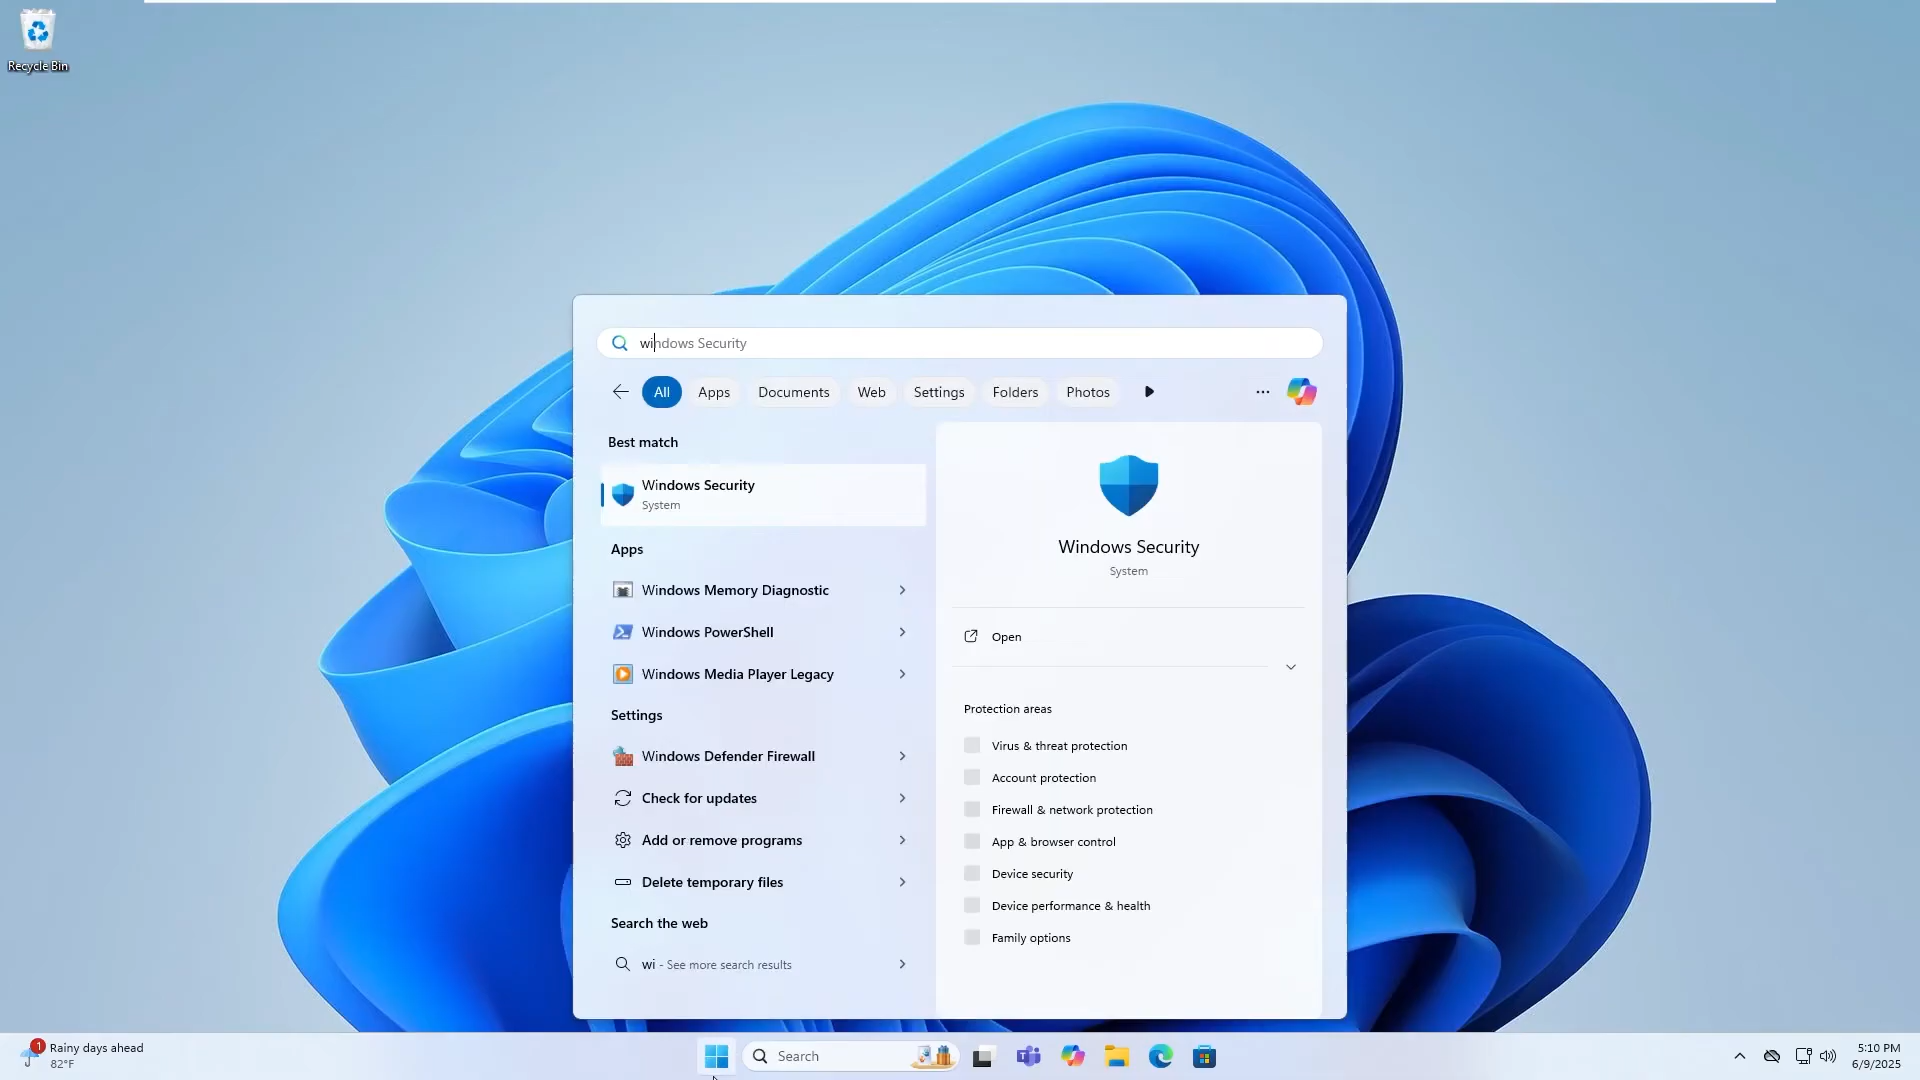 Recycle Bin
windows Security
All
Apps
Documents
Web
Settings
Folders
Photos
Best match
Windows Security
System
Apps
Windows Memory Diagnostic
Windows PowerShell
Windows Media Player Legacy
Settings
Windows Defender Firewall
Check for updates
Add or remove programs
Delete temporary files
Search the web
wi - See more search results
Windows Security
System
Open
Protection areas
Virus & threat protection
Account protection
Firewall & network protection
App & browser control
Device security
Device performance & health
Family options
1
Rainy days ahead
82°F
Search
5:10 PM
6/9/2025